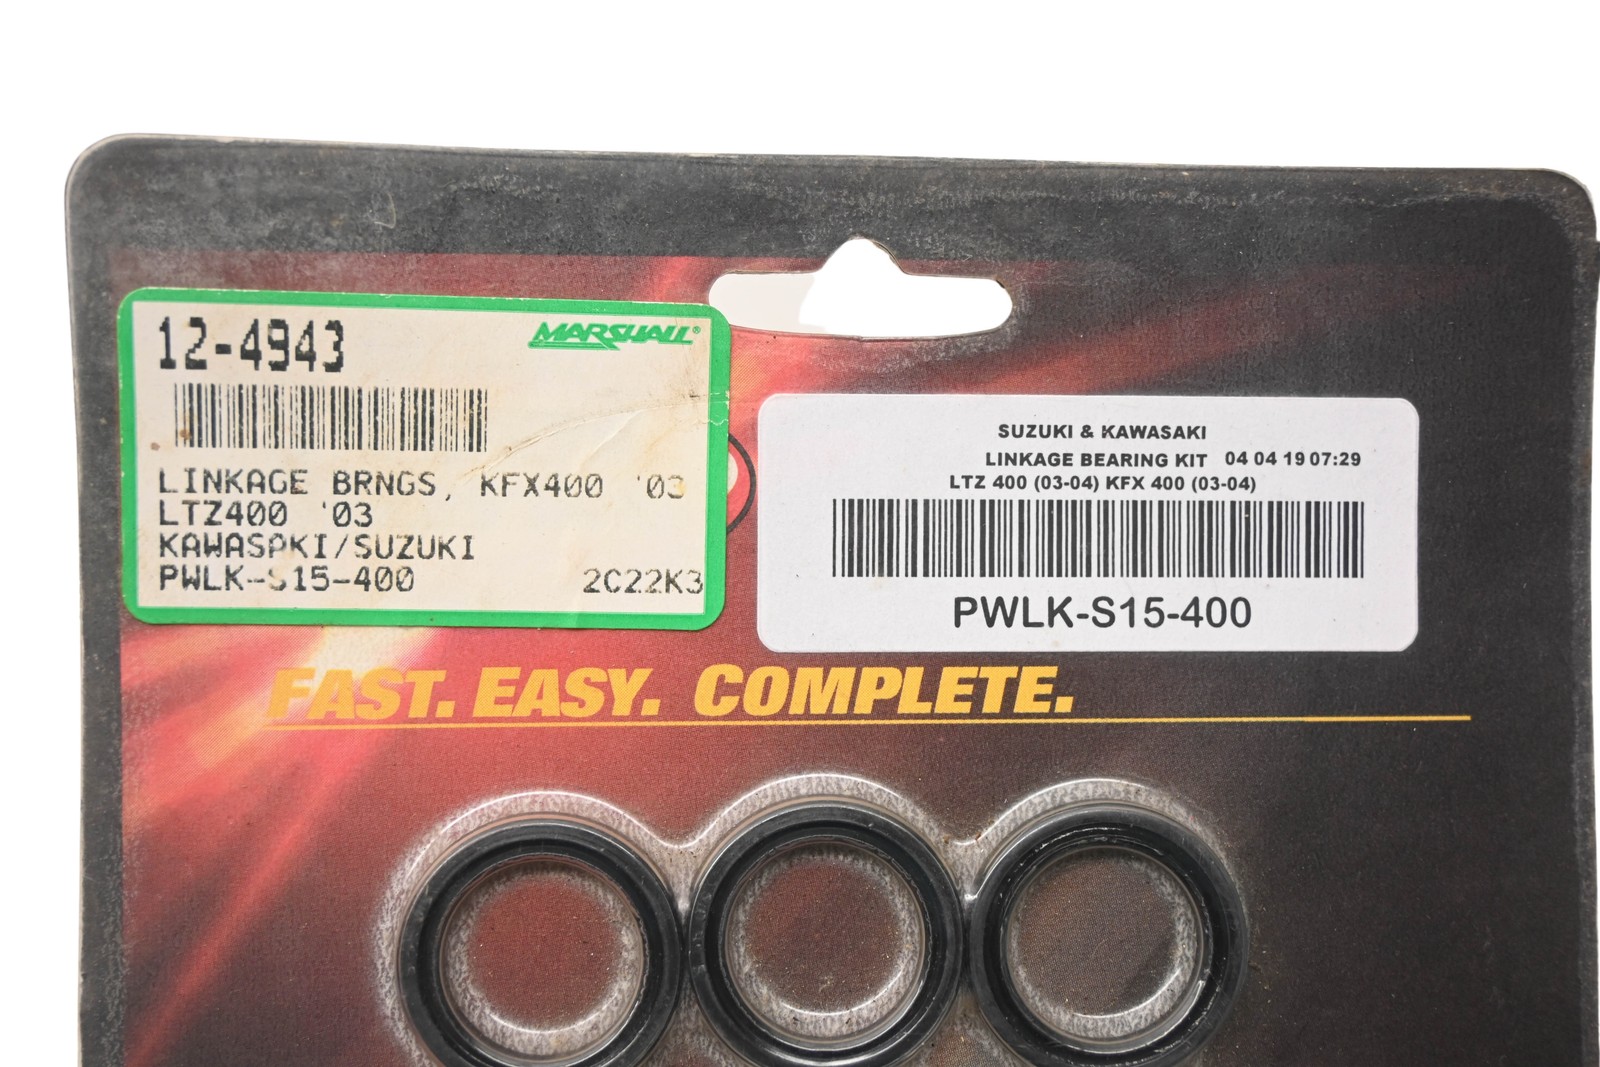 12-4943
MARSHALL®
LINKAGE BRNGS, KFX400 '03
LTZ400 '03
KAWASAKI/SUZUKI
PWLK-S15-400 2C22K3
SUZUKI & KAWASAKI
LINKAGE BEARING KIT 04 04 19 07:29
LTZ 400 (03-04) KFX 400 (03-04)
PWLK-S15-400
FAST. EASY. COMPLETE.